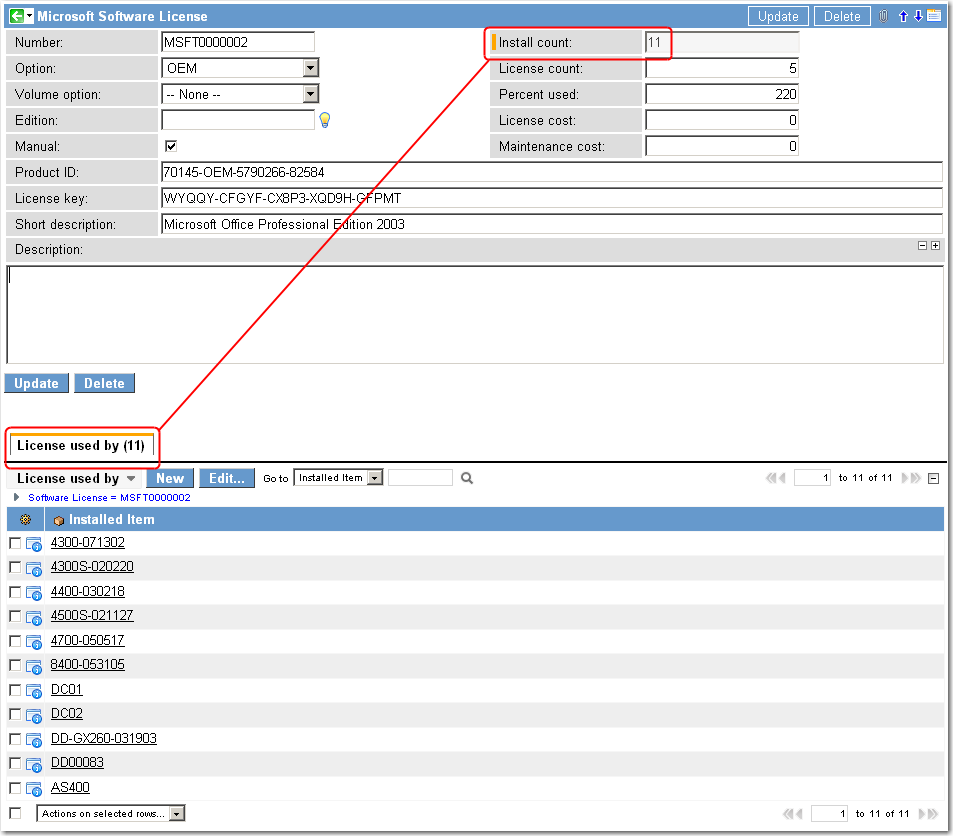 Microsoft Software License Update Delete
Number: MSFT0000002 Install count: 11
Option: OEM License count: 5
Volume option: -- None -- Percent used: 220
Edition: License cost: 0
Manual: Maintenance cost: 0
Product ID: 70145-OEM-5790266-82584
License key: WYQQY-CFGYF-CX8P3-XQD9H-GFPMT
Short description: Microsoft Office Professional Edition 2003
Description:
Update Delete
License used by (11)
License used by New Edit... Go to Installed Item 1 to 11 of 11
Software License = MSFT0000002
Installed Item
4300-071302
4300S-020220
4400-030218
4500S-021127
4700-050517
8400-053105
DC01
DC02
DD-GX260-031903
DD00083
AS400
Actions on selected rows... 1 to 11 of 11